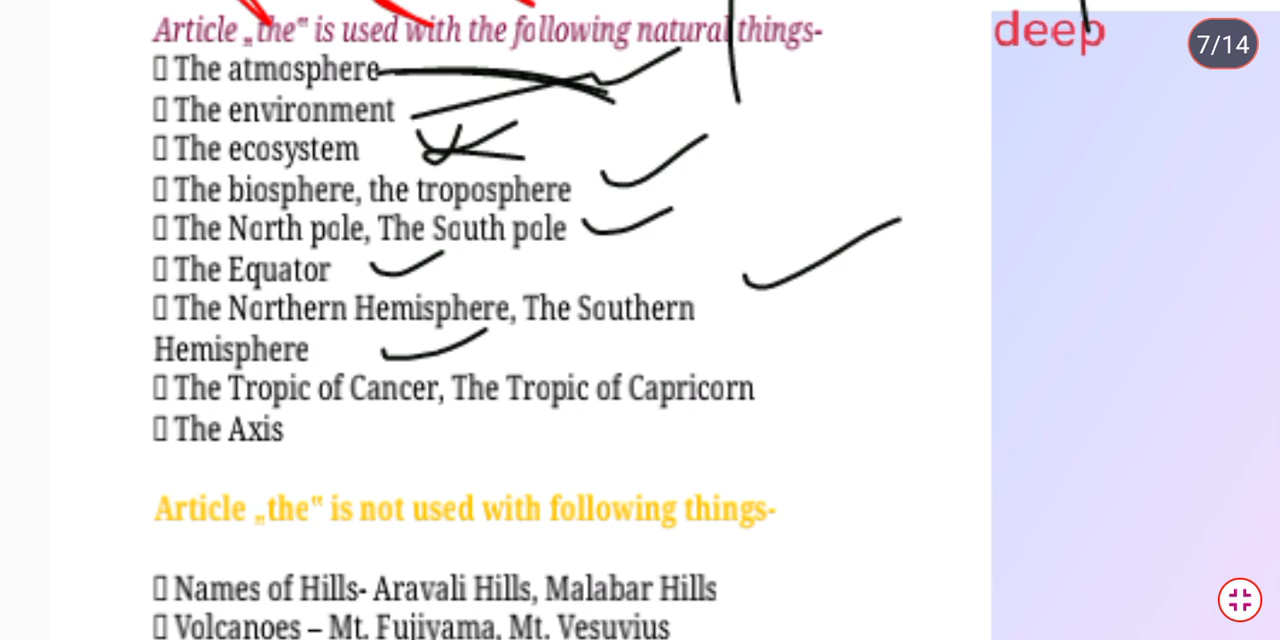 Article „the‟ is used with the following natural things-
deep
7/14
The atmosphere
The environment
The ecosystem
The biosphere, the troposphere
The North pole, The South pole
The Equator
The Northern Hemisphere, The Southern
Hemisphere
The Tropic of Cancer, The Tropic of Capricorn
The Axis
Article „the‟ is not used with following things-
Names of Hills- Aravali Hills, Malabar Hills
Volcanoes – Mt. Fujiyama, Mt. Vesuvius